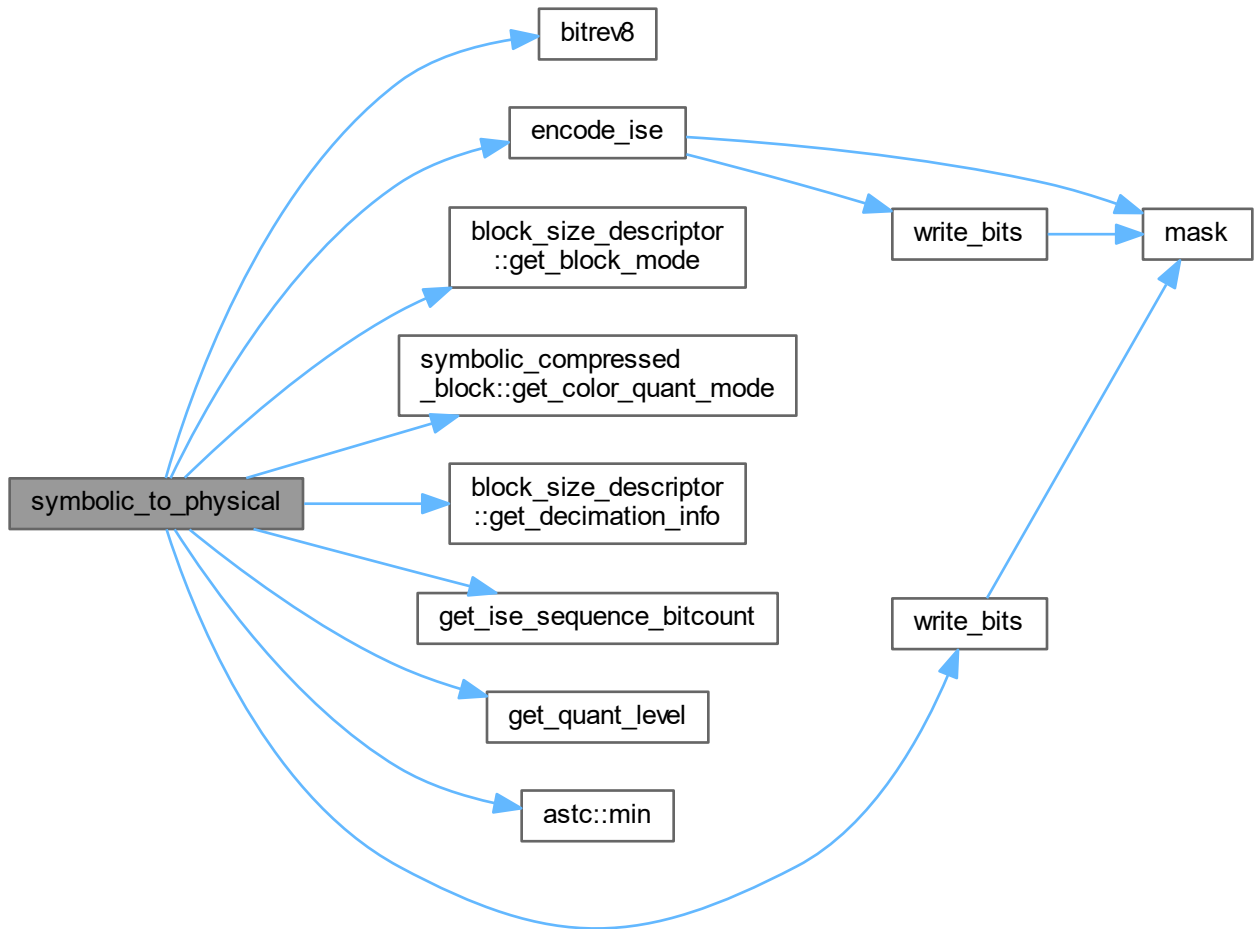 bitrev8
encode_ise
block_size_descriptor
::get_block_mode
write_bits
mask
symbolic_compressed
_block::get_color_quant_mode
symbolic_to_physical
block_size_descriptor
::get_decimation_info
get_ise_sequence_bitcount
write_bits
get_quant_level
astc::min